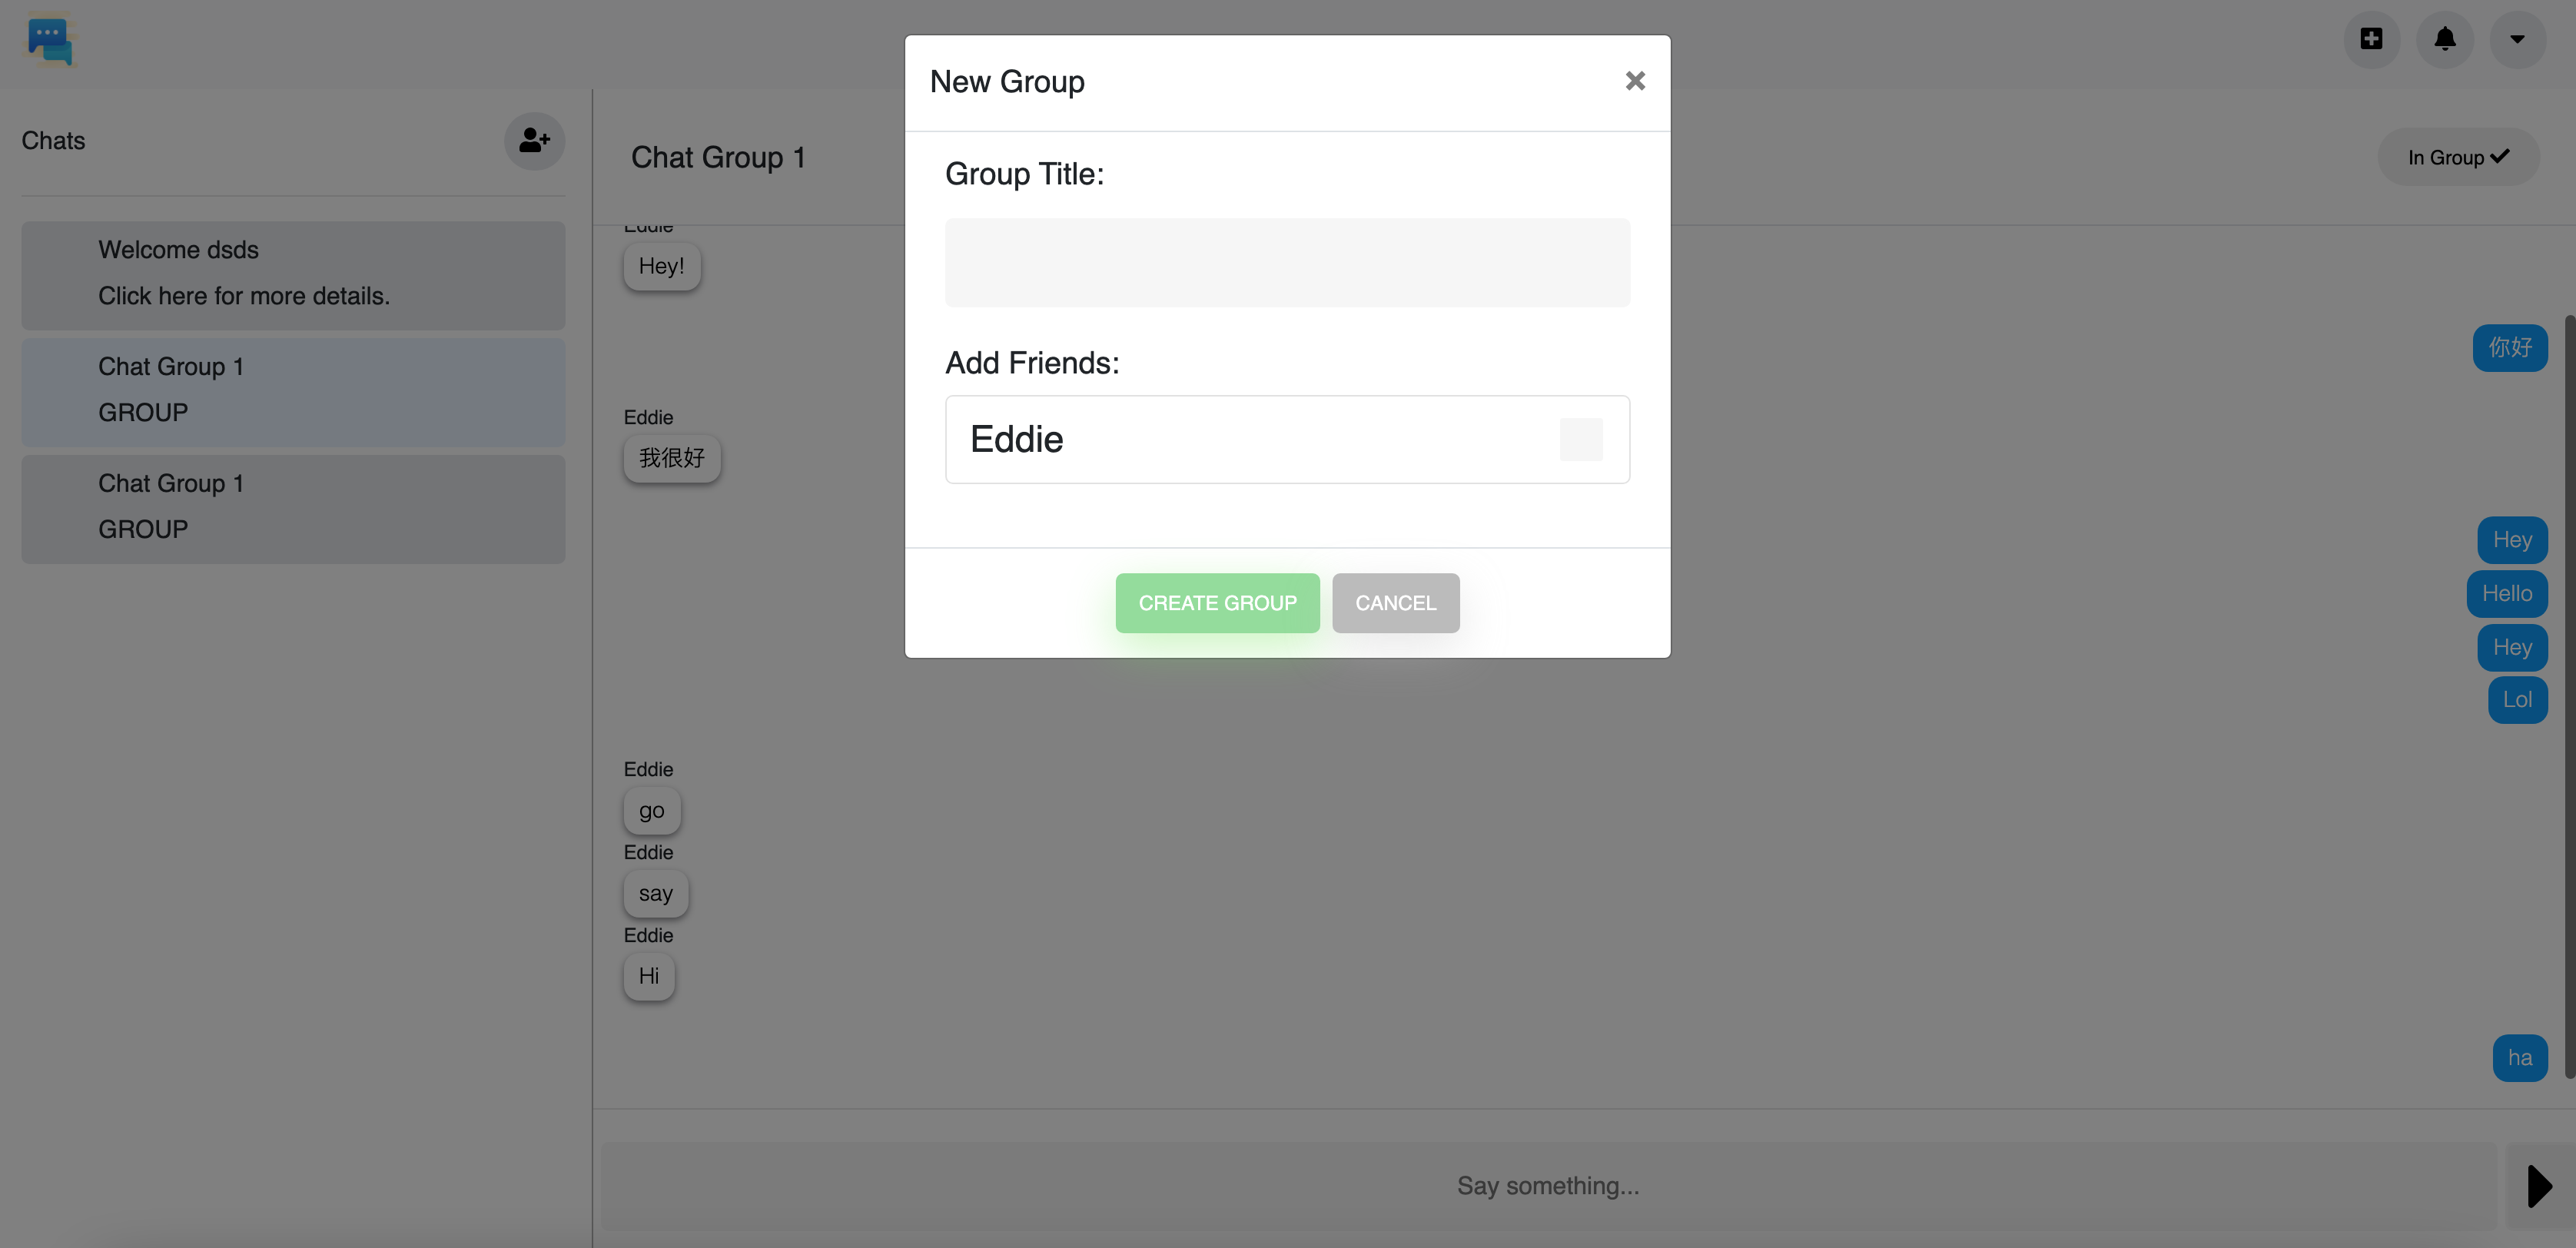 New Group
Group Title:
Add Friends:
Eddie
CREATE GROUP
CANCEL
Chats
Welcome dsds
Click here for more details.
Chat Group 1
GROUP
Chat Group 1
GROUP
Chat Group 1
In Group
Eddie
Hey!
你好
Eddie
我很好
Hey
Hello
Hey
Lol
Eddie
go
Eddie
say
Eddie
Hi
ha
Say something...